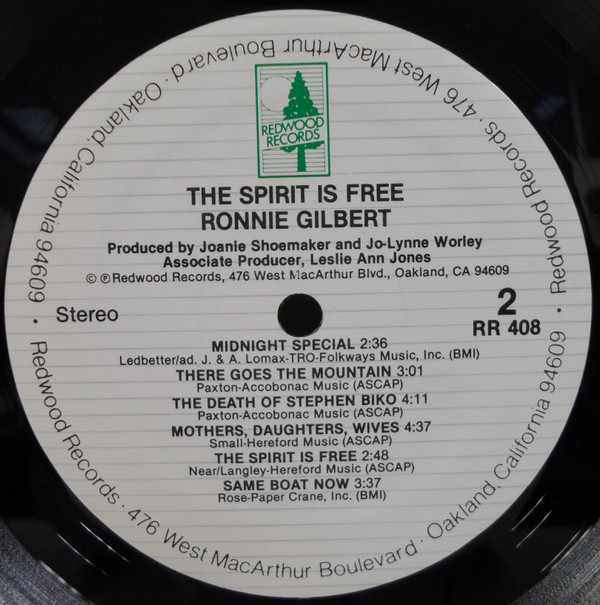 REDWOOD
RECORDS
THE SPIRIT IS FREE
RONNIE GILBERT
Produced by Joanie Shoemaker and Jo-Lynne Worley
Associate Producer, Leslie Ann Jones
© ℗ Redwood Records, 476 West MacArthur Blvd., Oakland, CA 94609
Stereo
2
RR 408
MIDNIGHT SPECIAL 2:36
Ledbetter/ad. J. & A. Lomax-TRO-Folkways Music, Inc. (BMI)
THERE GOES THE MOUNTAIN 3:01
Paxton-Accobonac Music (ASCAP)
THE DEATH OF STEPHEN BIKO 4:11
Paxton-Accobonac Music (ASCAP)
MOTHERS, DAUGHTERS, WIVES 4:37
Small-Hereford Music (ASCAP)
THE SPIRIT IS FREE 2:48
Near/Langley-Hereford Music (ASCAP)
SAME BOAT NOW 3:37
Rose-Paper Crane, Inc. (BMI)
Redwood Records · 476 West MacArthur Boulevard · Oakland, California 94609 ·
Redwood Records · 476 West MacArthur Boulevard · Oakland, California 94609 ·